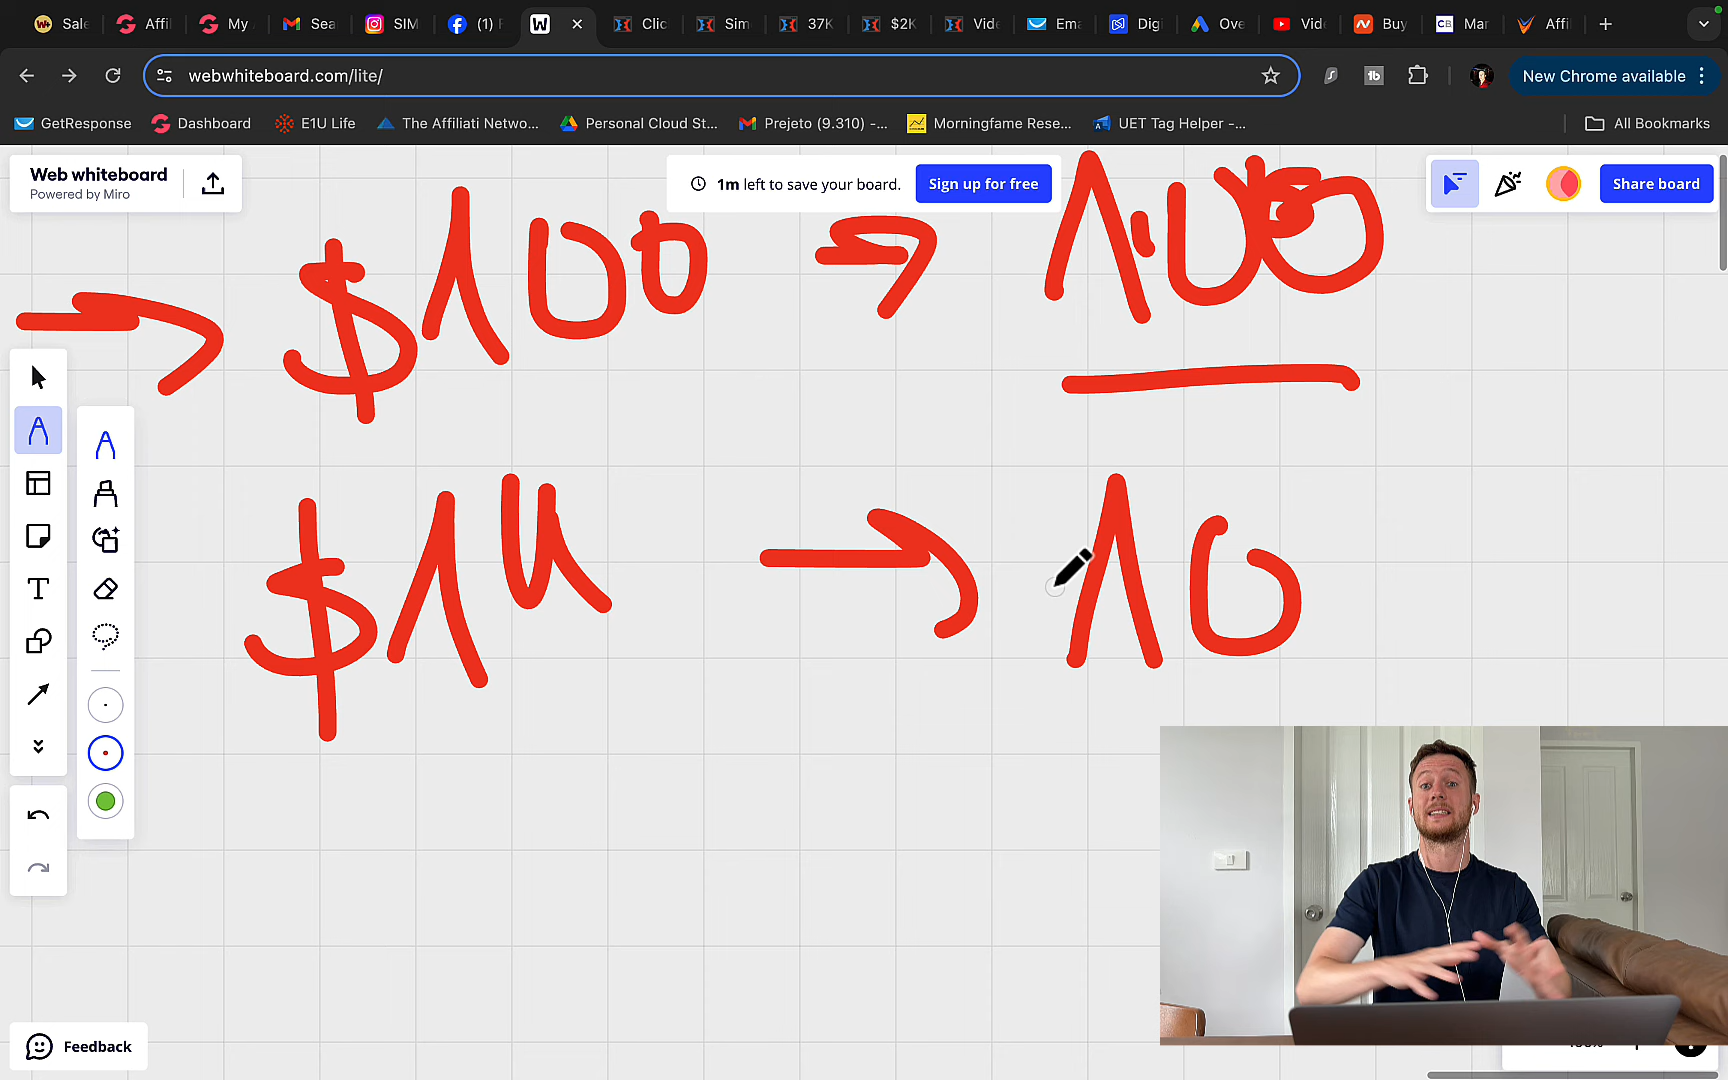 Sale
Affil
My
Sea
SIM
(1) F
Clic
Sim
37K
$2K
Vide
Ema
Digi
Ove
Vide
Buy
Mar
Affi
webwhiteboard.com/lite/
New Chrome available
GetResponse
Dashboard
E1U Life
The Affiliati Netwo...
Personal Cloud St...
Prejeto (9.310) -...
Morningfame Rese...
UET Tag Helper -...
All Bookmarks
Web whiteboard
Powered by Miro
1m left to save your board.
Sign up for free
Share board
$100
$1
10
Feedback